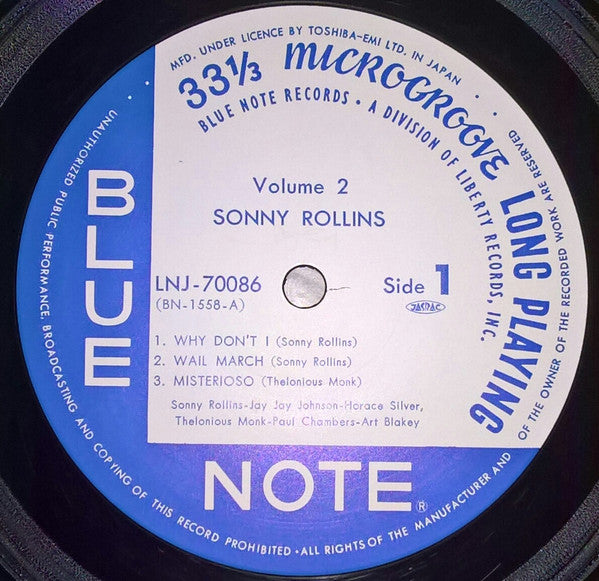 MFD. UNDER LICENCE BY TOSHIBA-EMI LTD. IN JAPAN
33⅓ MICROGROOVE LONG PLAYING
BLUE NOTE RECORDS • A DIVISION OF LIBERTY RECORDS, INC.
Volume 2
SONNY ROLLINS
LNJ-70086
(BN-1558-A)
Side 1
JASRAC
1. WHY DON'T I (Sonny Rollins)
2. WAIL MARCH (Sonny Rollins)
3. MISTERIOSO (Thelonious Monk)
Sonny Rollins-Jay Jay Johnson-Horace Silver,
Thelonious Monk-Paul Chambers-Art Blakey
BLUE
NOTE®
UNAUTHORIZED PUBLIC PERFORMANCE, BROADCASTING AND COPYING OF THIS RECORD PROHIBITED • ALL RIGHTS OF THE MANUFACTURER AND OF THE OWNER OF THE RECORDED WORK ARE RESERVED